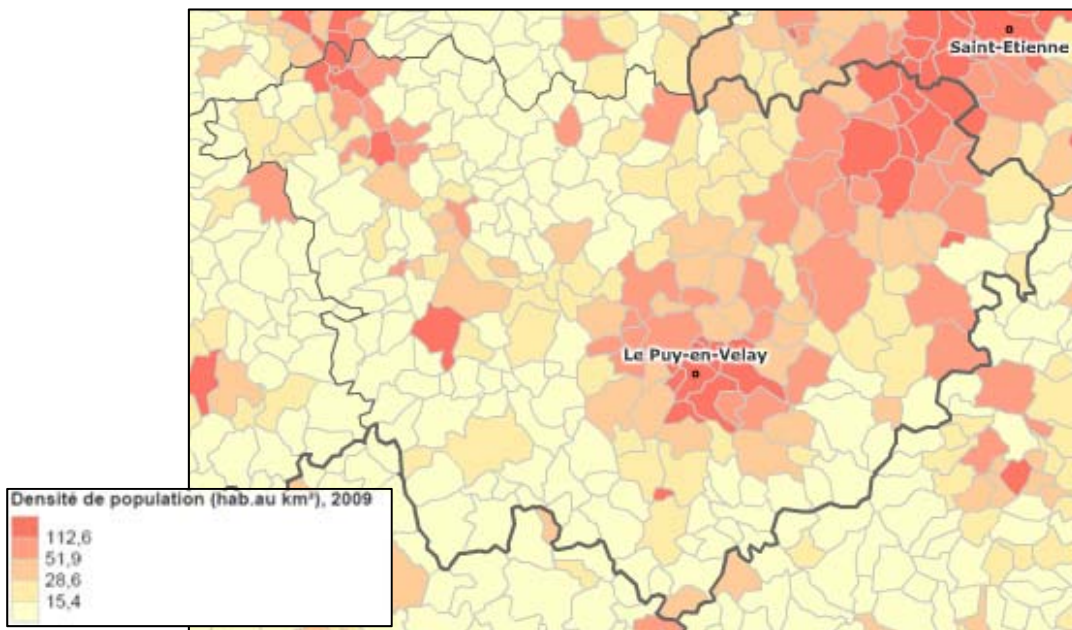 Saint-Etienne
Le Puy-en-Velay
Densité de population (hab.au km²), 2009
112,6
51,9
28,6
15,4